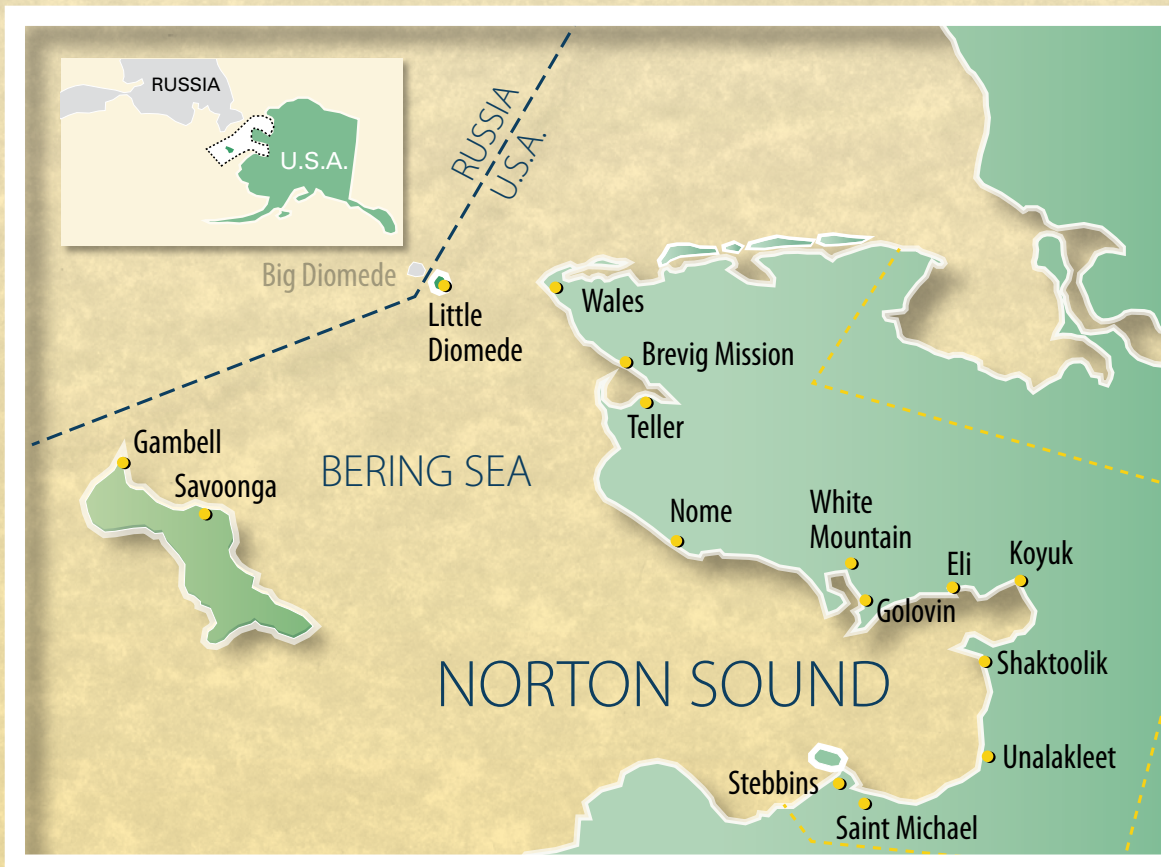 RUSSIA
U.S.A.
RUSSIA
U.S.A.
Big Diomede
Little
Diomede
Wales
Brevig Mission
Teller
Gambell
Savoonga
BERING SEA
Nome
White
Mountain
Eli
Koyuk
Golovin
Shaktoolik
NORTON SOUND
Unalakleet
Stebbins
Saint Michael